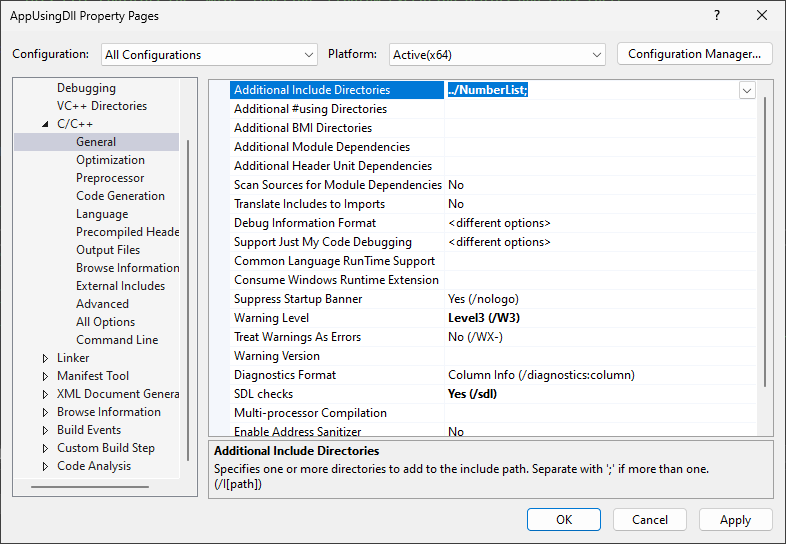 AppUsingDll Property Pages
Configuration: All Configurations Platform: Active(x64) Configuration Manager...
Debugging
VC++ Directories
C/C++
General
Optimization
Preprocessor
Code Generation
Language
Precompiled Heade
Output Files
Browse Information
External Includes
Advanced
All Options
Command Line
Linker
Manifest Tool
XML Document Genera
Browse Information
Build Events
Custom Build Step
Code Analysis
Additional Include Directories ../NumberList;
Additional #using Directories
Additional BMI Directories
Additional Module Dependencies
Additional Header Unit Dependencies
Scan Sources for Module Dependencies No
Translate Includes to Imports No
Debug Information Format <different options>
Support Just My Code Debugging <different options>
Common Language RunTime Support
Consume Windows Runtime Extension
Suppress Startup Banner Yes (/nologo)
Warning Level Level3 (/W3)
Treat Warnings As Errors No (/WX-)
Warning Version
Diagnostics Format Column Info (/diagnostics:column)
SDL checks Yes (/sdl)
Multi-processor Compilation
Enable Address Sanitizer No
Additional Include Directories
Specifies one or more directories to add to the include path. Separate with ';' if more than one.
(/I[path])
OK Cancel Apply